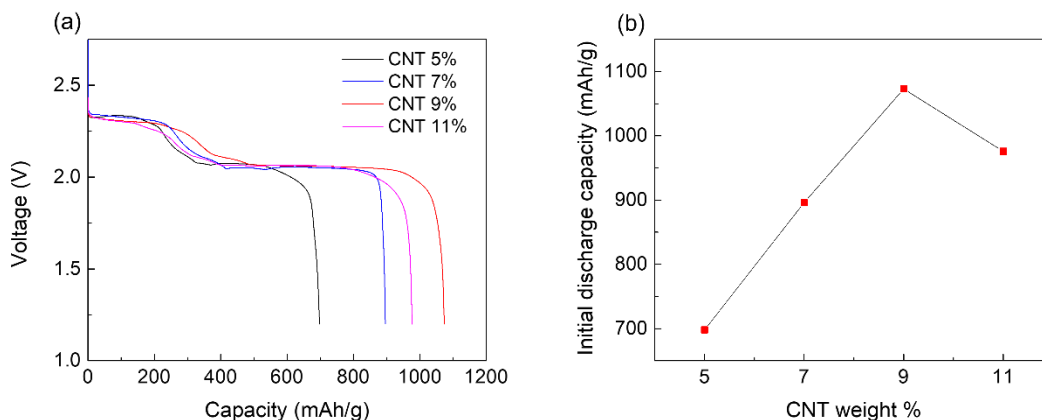 (a)
CNT 5%
CNT 7%
CNT 9%
CNT 11%
2.5
2.0
1.5
1.0
Voltage (V)
0 200 400 600 800 1000 1200
Capacity (mAh/g)
(b)
1100
1000
900
800
700
Initial discharge capacity (mAh/g)
5 7 9 11
CNT weight %